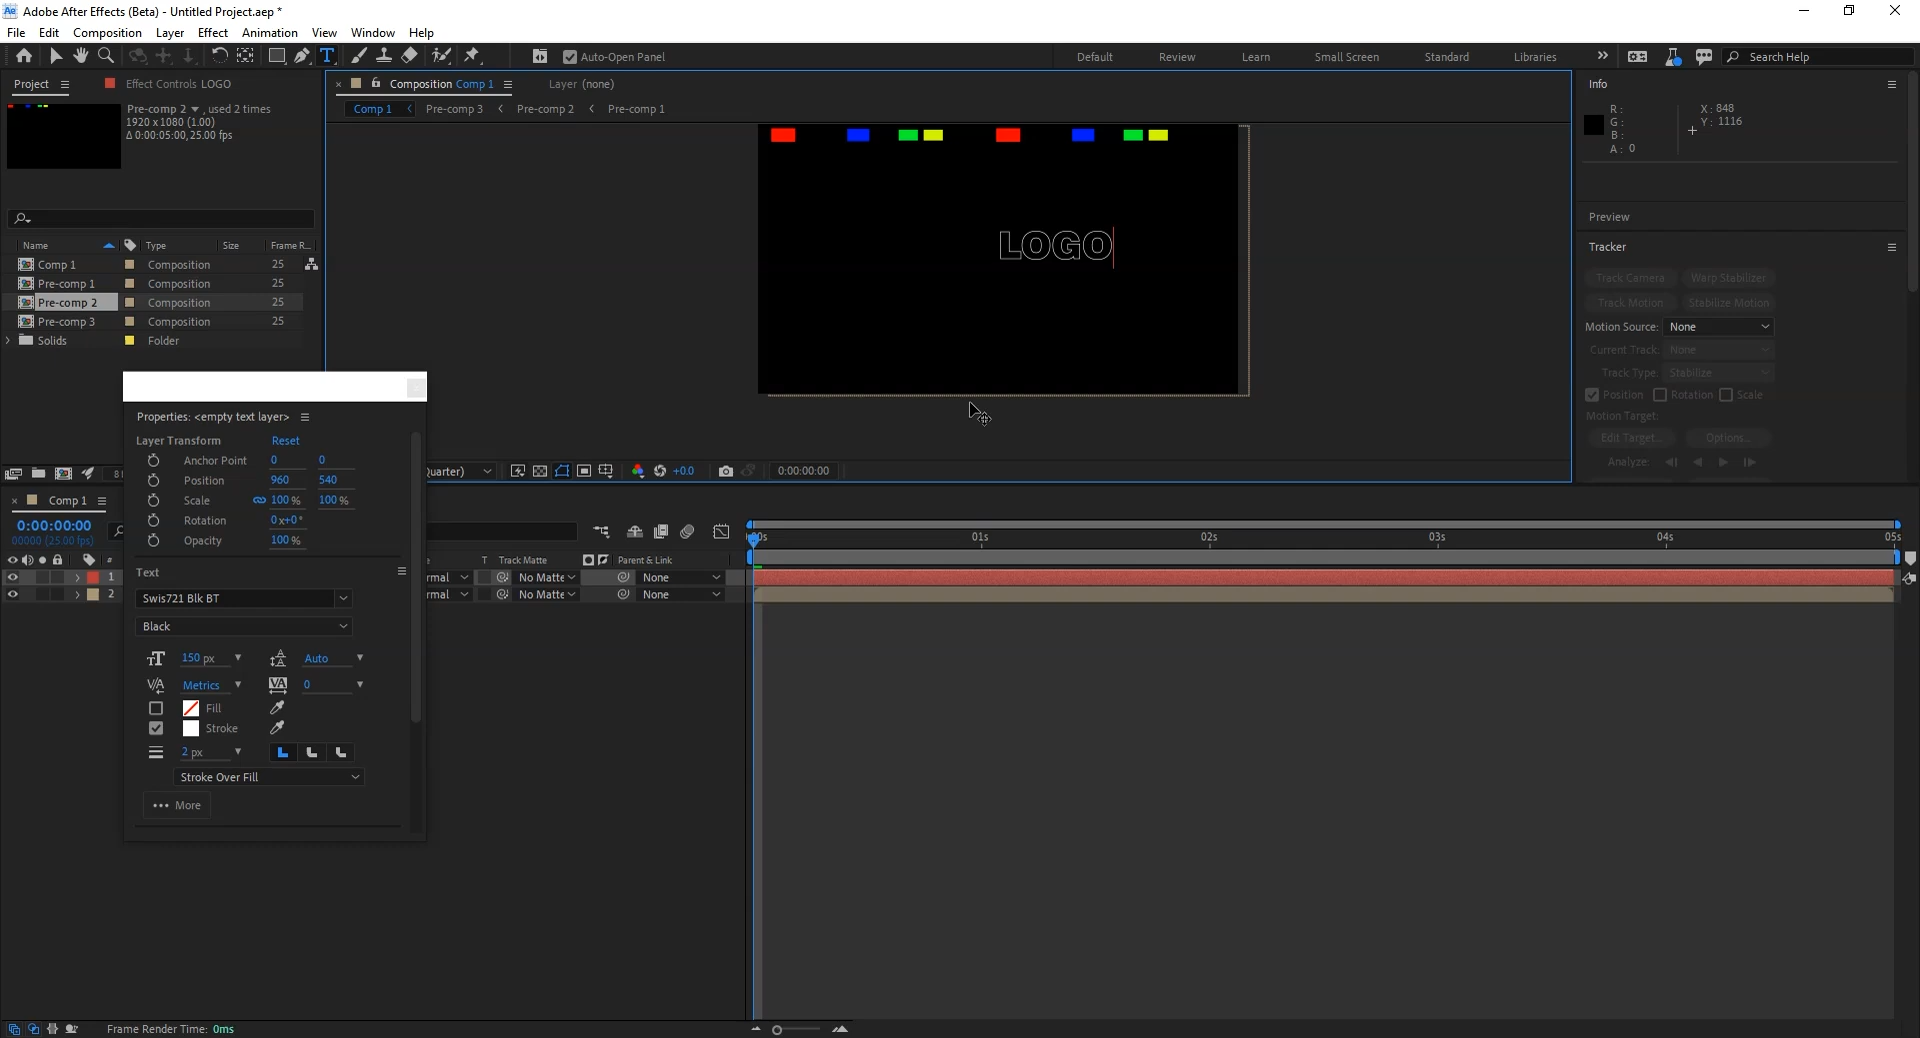 Adobe After Effects (Beta) - Untitled Project.aep *
File Edit Composition Layer Effect Animation View Window Help
Auto-Open Panel Default Review Learn Small Screen Standard Libraries Search Help
Project Effect Controls LOGO
Pre-comp 2 , used 2 times
1920 x 1080 (1.00)
Δ 0:00:05:00, 25.00 fps
Name Type Size Frame R...
Comp 1 Composition 25
Pre-comp 1 Composition 25
Pre-comp 2 Composition 25
Pre-comp 3 Composition 25
Solids Folder
Composition Comp 1 Layer (none)
Comp 1 Pre-comp 3 Pre-comp 2 Pre-comp 1
LOGO
Quarter) +0.0 0:00:00:00
Info
R :
G :
B :
A : 0
X : 848
Y : 1116
Preview
Tracker
Track Camera Warp Stabilizer
Track Motion Stabilize Motion
Motion Source: None
Current Track: None
Track Type: Stabilize
Position Rotation Scale
Motion Target:
Edit Target... Options...
Analyze:
Properties: <empty text layer>
Layer Transform Reset
Anchor Point 0 0
Position 960 540
Scale 100 % 100 %
Rotation 0x+0°
Opacity 100 %
Text
Swis721 Blk BT
Black
150 px Auto
Metrics 0
Fill
Stroke
2 px
Stroke Over Fill
More
Comp 1
0:00:00:00
00000 (25.00 fps)
# T Track Matte Parent & Link
1 rmal No Matte None
2 rmal No Matte None
01s 02s 03s 04s 05s
Frame Render Time: 0ms